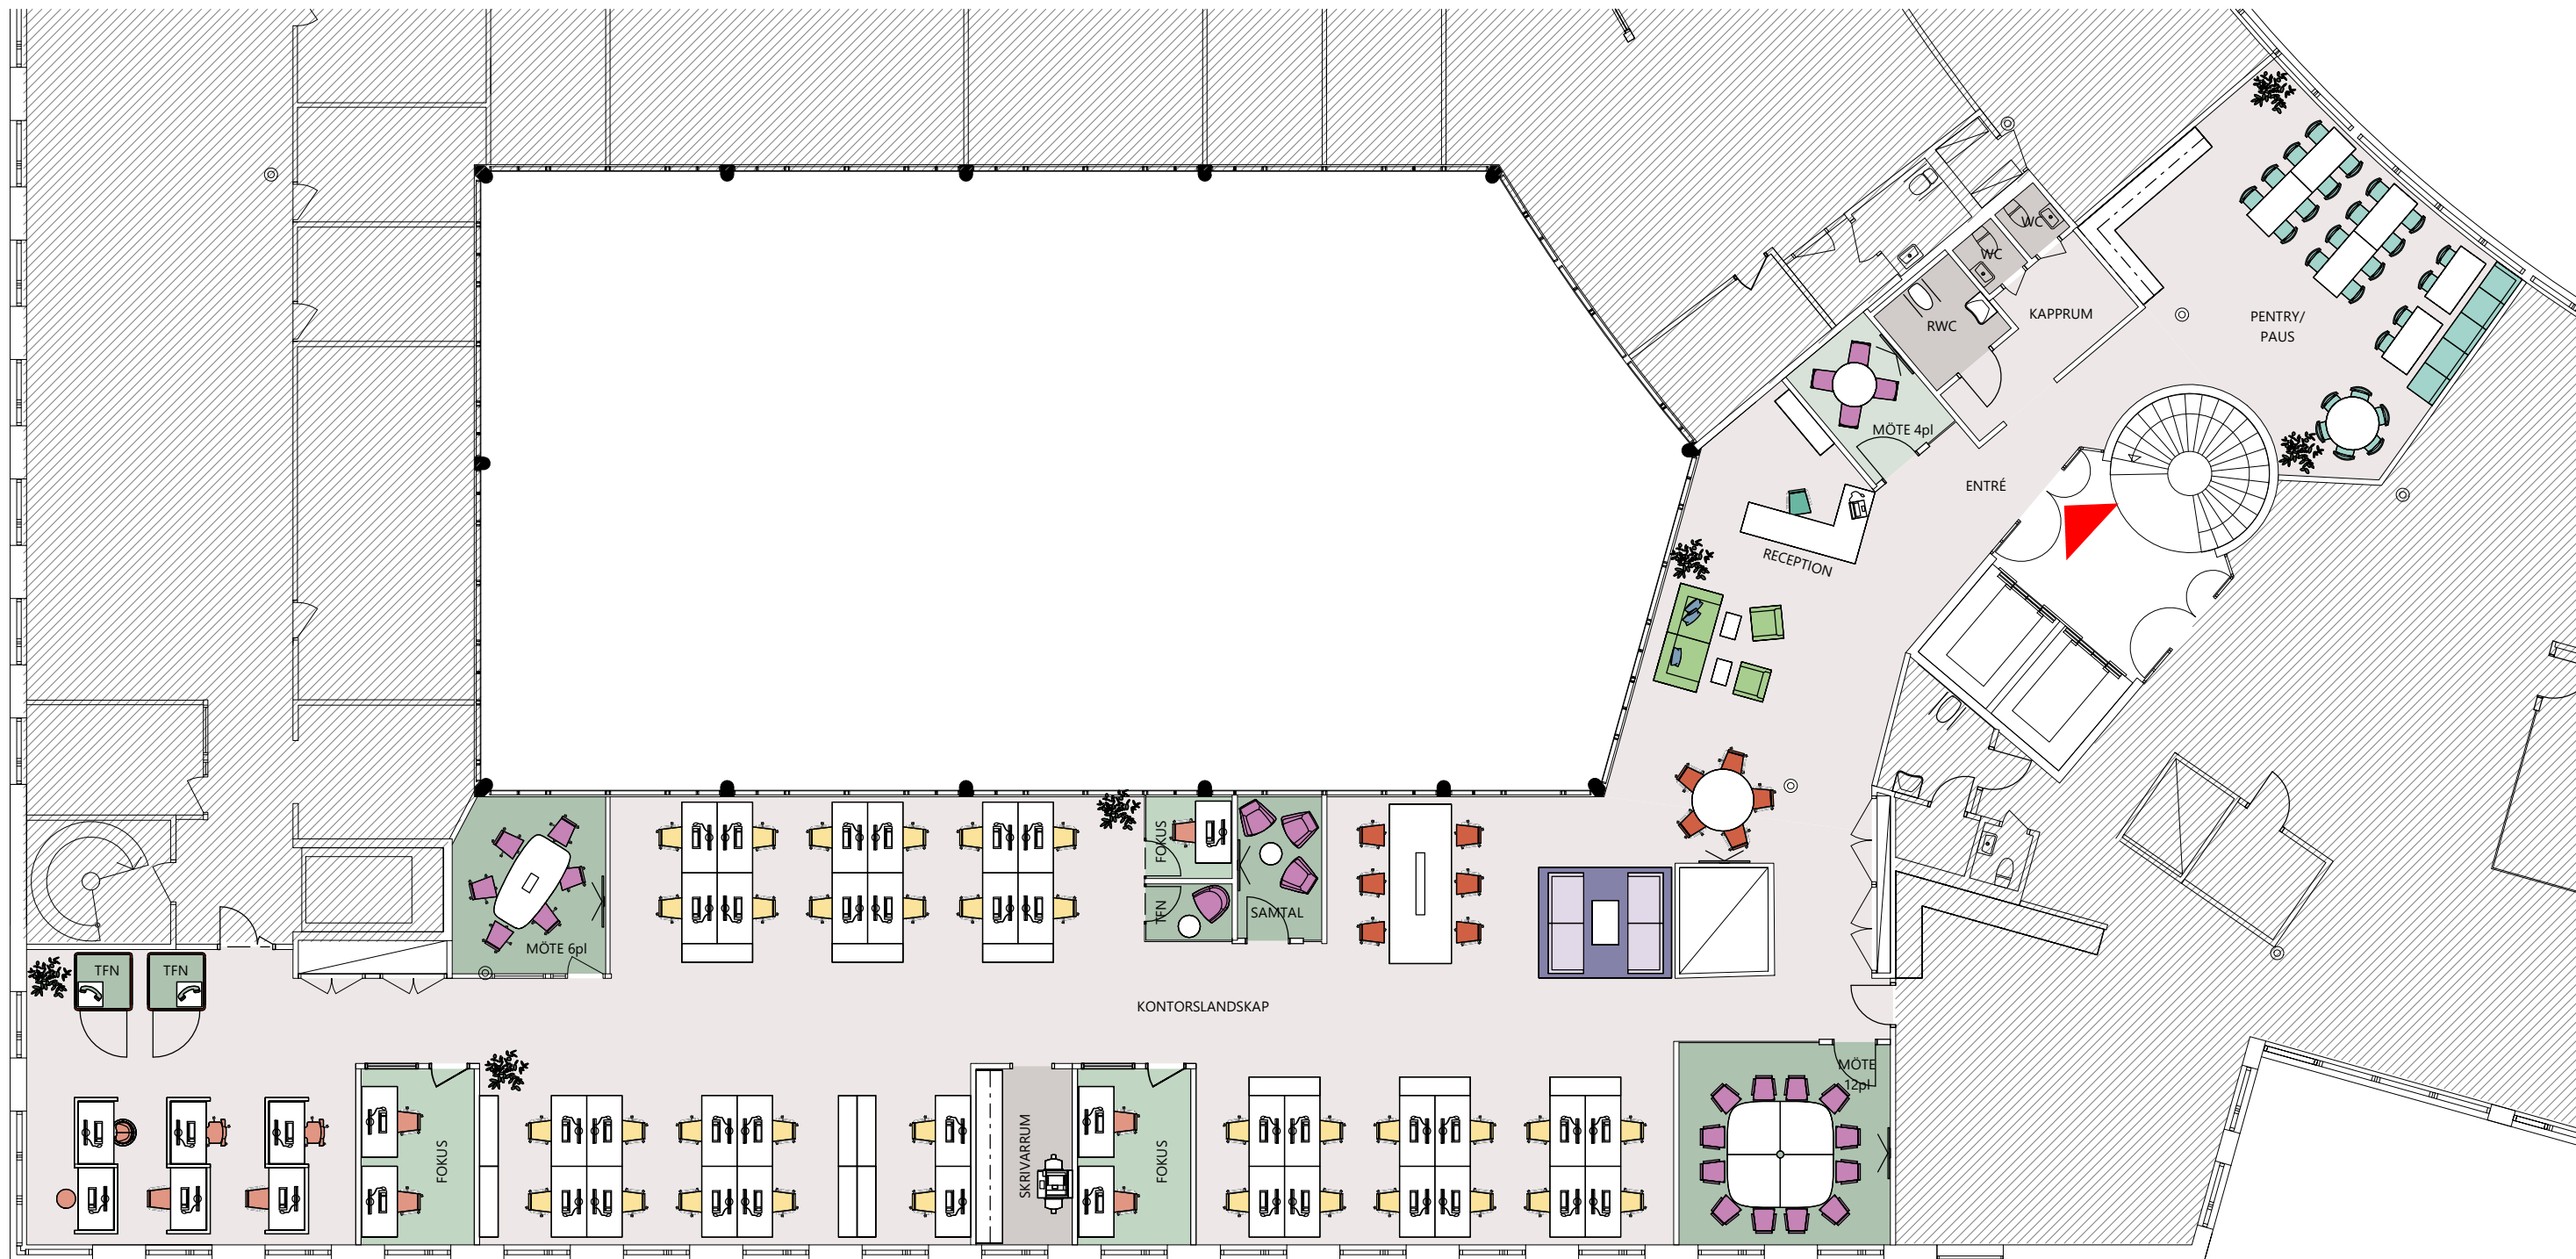 WC
WC
RWC
KAPPRUM
PENTRY/
PAUS
MÖTE 4pl
ENTRÉ
RECEPTION
FOKUS
TFN
SAMTAL
MÖTE 6pl
TFN
TFN
KONTORSLANDSKAP
MÖTE
12pl
FOKUS
SKRIVARRUM
FOKUS